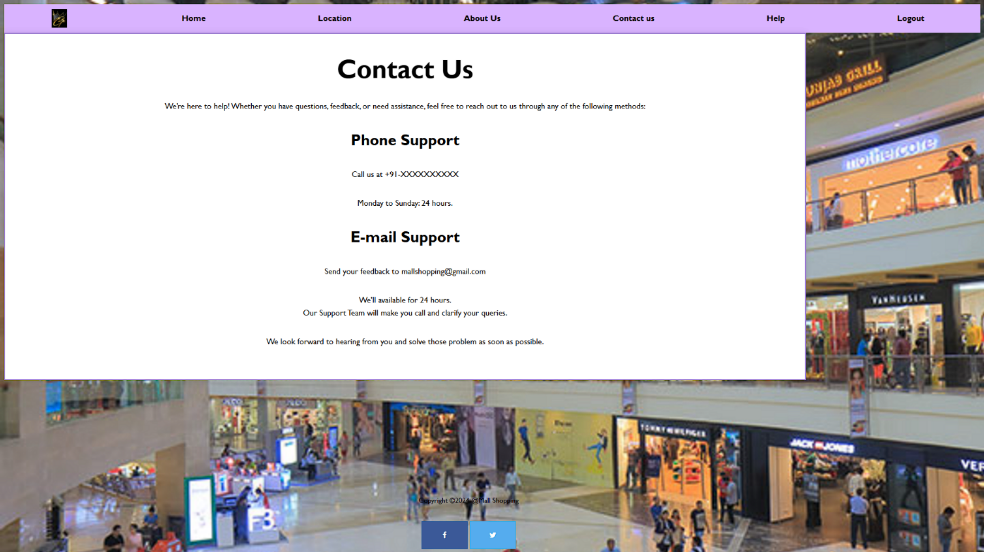 Home Location About Us Contact us Help Logout
Contact Us
We're here to help! Whether you have questions, feedback, or need assistance, feel free to reach out to us through any of the following methods:
Phone Support
Call us at +91-XXXXXXXXXX
Monday to Sunday: 24 hours.
E-mail Support
Send your feedback to mallshopping@gmail.com
We'll available for 24 hours.
Our Support Team will make you call and clarify your queries.
We look forward to hearing from you and solve those problem as soon as possible.
GRILL
mothercare
VAN HEUSEN
TOMMY HILFIGER
JACK JONES
VER
Copyright Mall Shopping
f